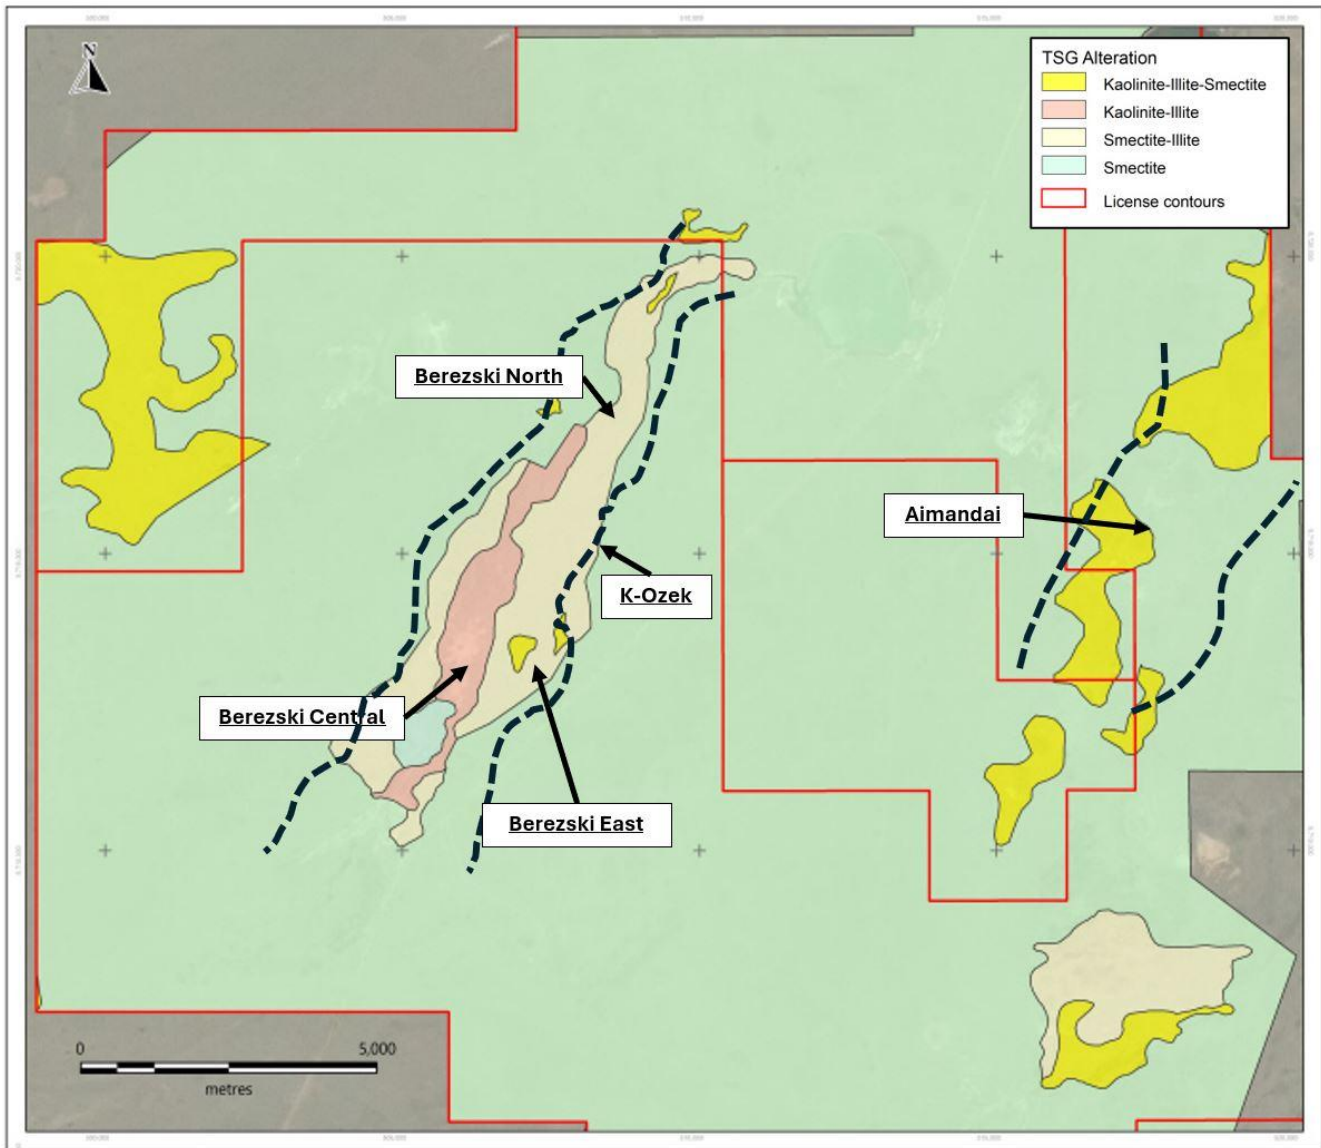 N
TSG Alteration
Kaolinite-Illite-Smectite
Kaolinite-Illite
Smectite-Illite
Smectite
License contours
Berezski North
Aimandai
K-Ozek
Berezski Central
Berezski East
0 5,000
metres